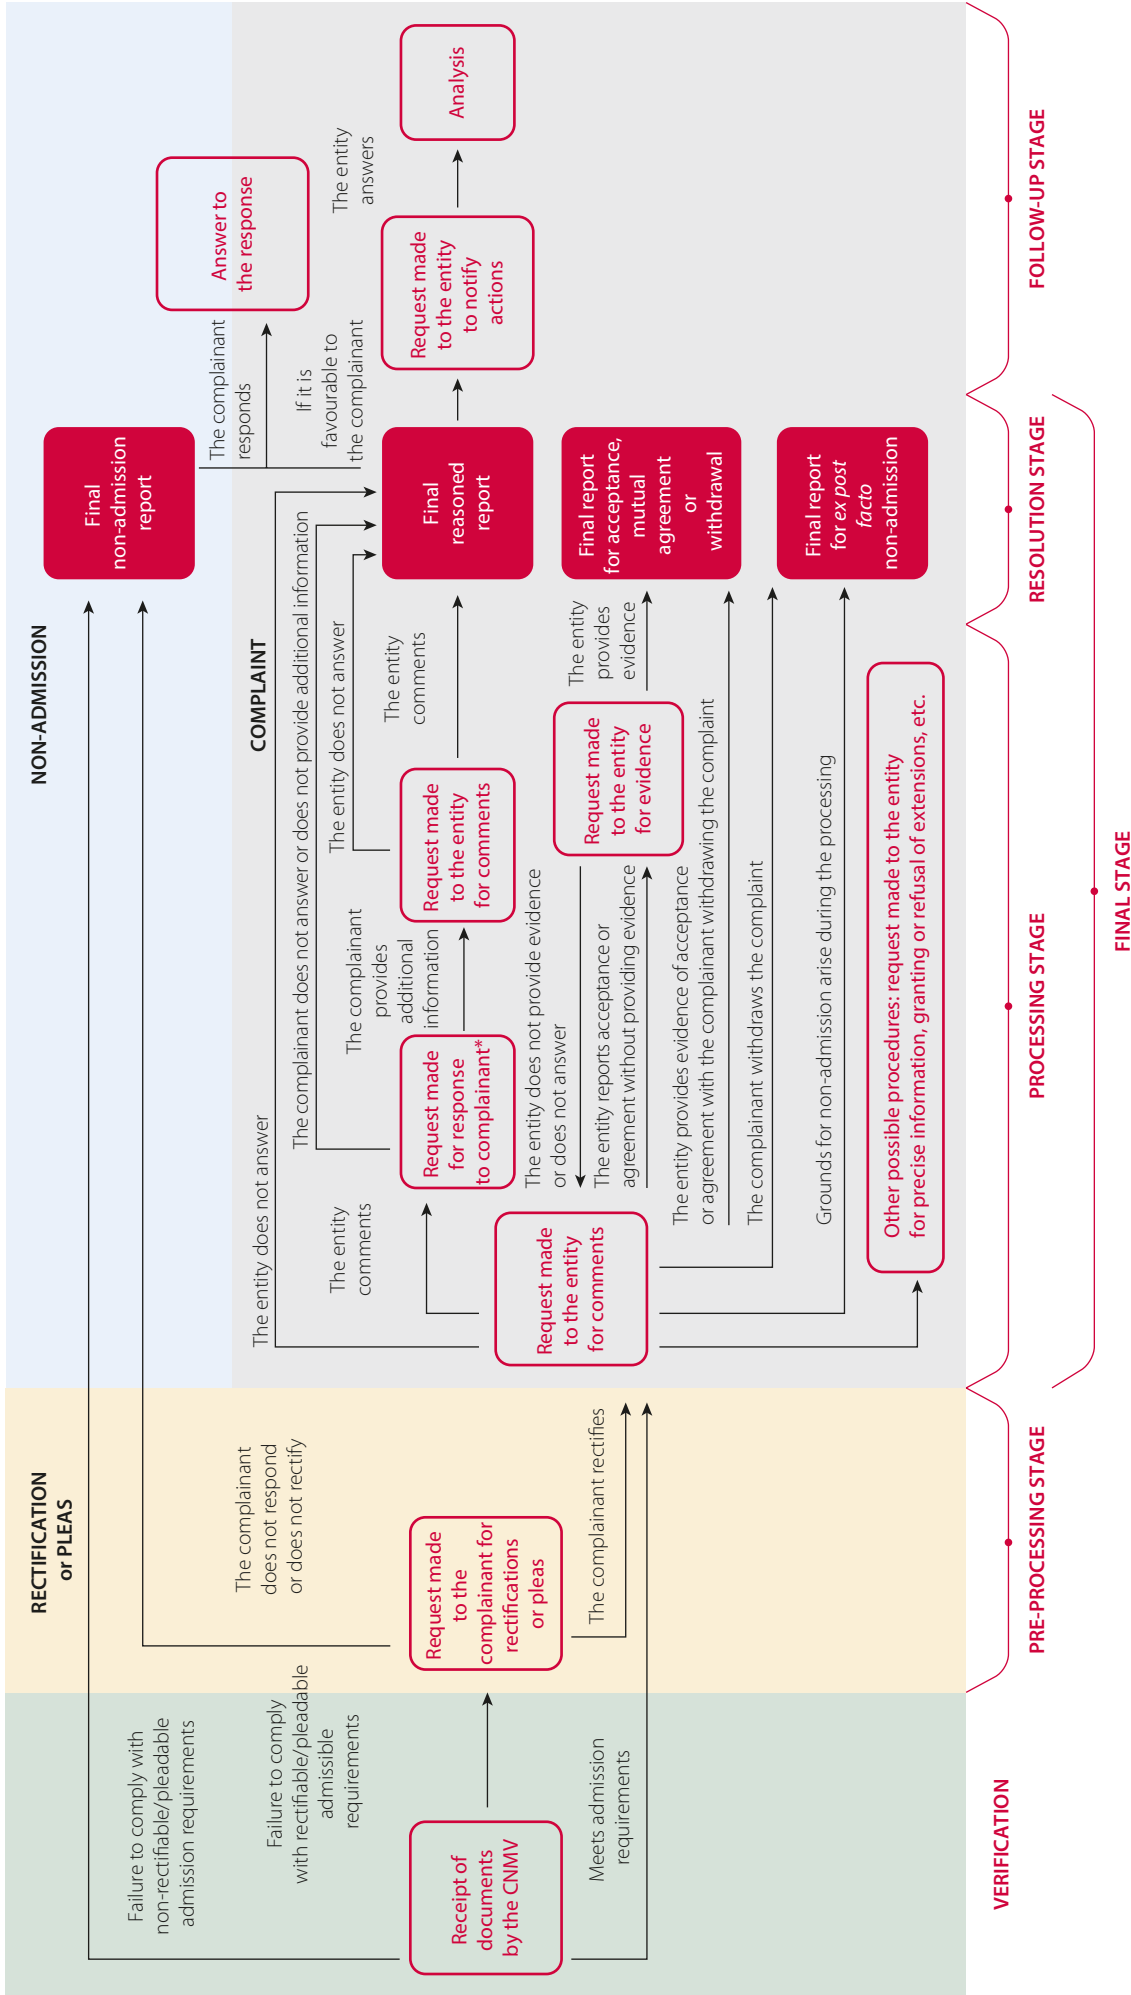 RECTIFICATION
or PLEAS
NON-ADMISSION
Failure to comply with
non-rectifiable/pleadable
admission requirements
Failure to comply
with rectifiable/pleadable
admissible
requirements
Receipt of
documents
by the CNMV
Meets admission
requirements
The complainant
does not respond
or does not rectify
Request made
to the
complainant for
rectifications
or pleas
The complainant rectifies
Final
non-admission
report
The complainant
responds
Answer to
the response
COMPLAINT
The entity does not answer
The complainant does not answer or does not provide additional information
The entity does not answer
The entity
comments
Request made
for response
to complainant*
The complainant
provides
additional
information
Request made
to the entity
for comments
The entity
comments
Final
reasoned
report
If it is
favourable to
the complainant
Request made
to the entity
to notify
actions
The entity
answers
Analysis
Request made
to the entity
for comments
The entity does not provide evidence
or does not answer
The entity reports acceptance or
agreement without providing evidence
Request made
to the entity
for evidence
The entity
provides
evidence
Final report
for acceptance,
mutual
agreement
or
withdrawal
The entity provides evidence of acceptance
or agreement with the complainant withdrawing the complaint
The complainant withdraws the complaint
Grounds for non-admission arise during the processing
Final report
for ex post
facto
non-admission
Other possible procedures: request made to the entity
for precise information, granting or refusal of extensions, etc.
VERIFICATION
PRE-PROCESSING STAGE
PROCESSING STAGE
RESOLUTION STAGE
FOLLOW-UP STAGE
FINAL STAGE